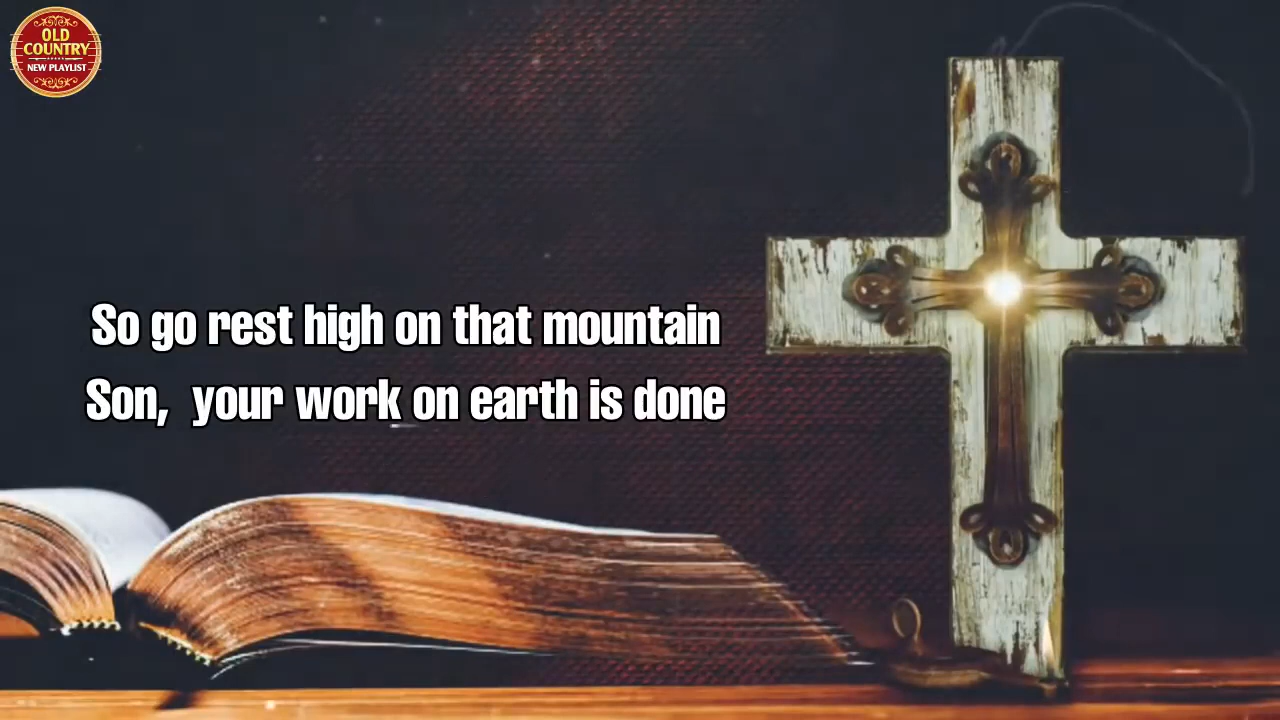 OLD
COUNTRY
NEW PLAYLIST
So go rest high on that mountain
Son, your work on earth is done